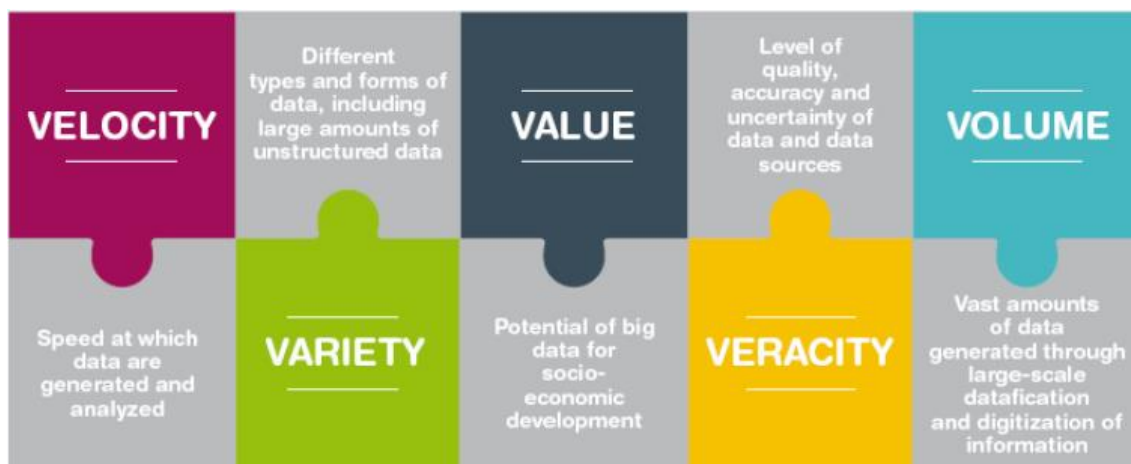 VELOCITY
Speed at which
data are
generated and
analyzed
Different
types and forms of
data, including
large amounts of
unstructured data
VARIETY
VALUE
Potential of big
data for
socio-
economic
development
Level of
quality,
accuracy and
uncertainty of
data and data
sources
VERACITY
VOLUME
Vast amounts
of data
generated through
large-scale
datafication
and digitization of
information